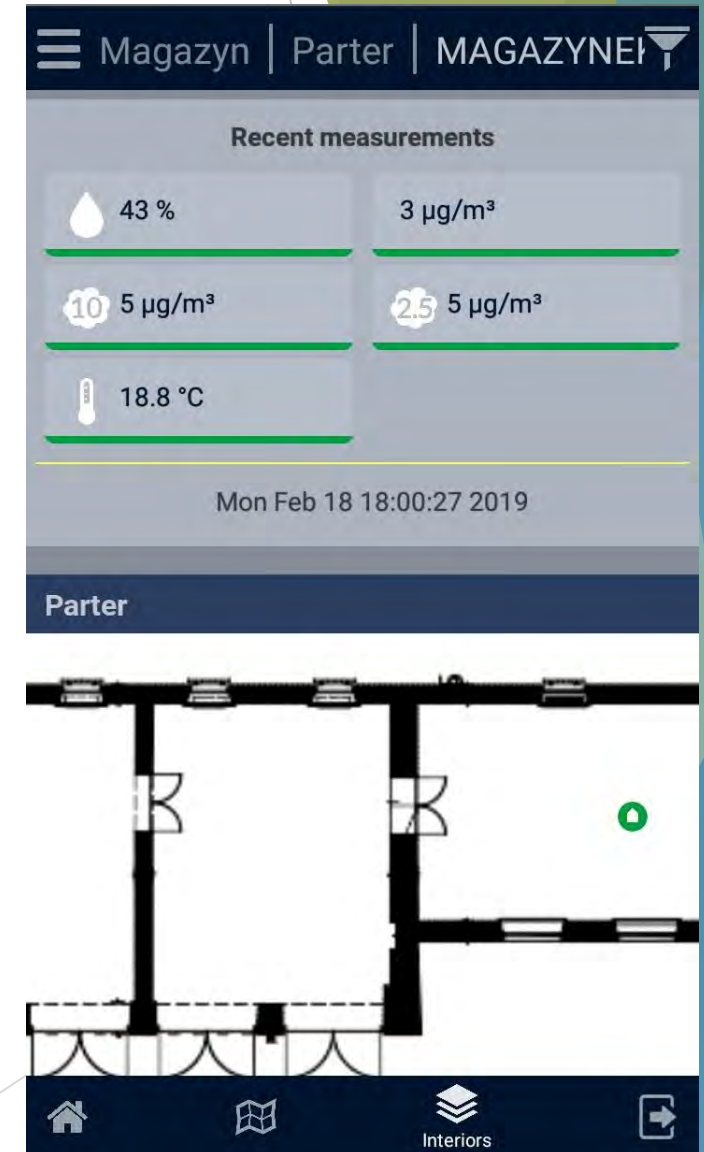 Magazyn | Parter | MAGAZYNEK
Recent measurements
43 %
3 µg/m³
10 5 µg/m³
2.5 5 µg/m³
18.8 °C
Mon Feb 18 18:00:27 2019
Parter
Interiors